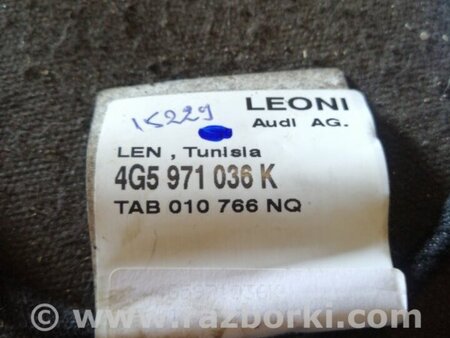 15229
LEONI
Audi AG.
LEN , Tunisia
4G5 971 036 K
TAB 010 766 NQ
© www.razborki.com